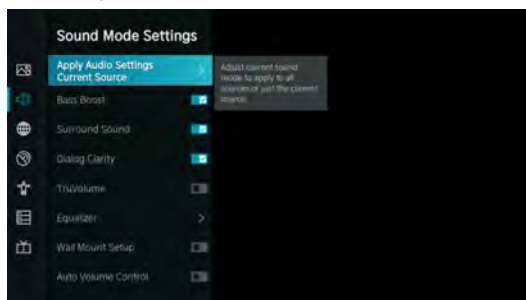 Sound Mode Settings
Apply Audio Settings
Current Source
Adjust current sound
mode to apply to all
sources or just the current
source.
Bass Boost
Surround Sound
Dialog Clarity
TruVolume
Equalizer
Wall Mount Setup
Auto Volume Control